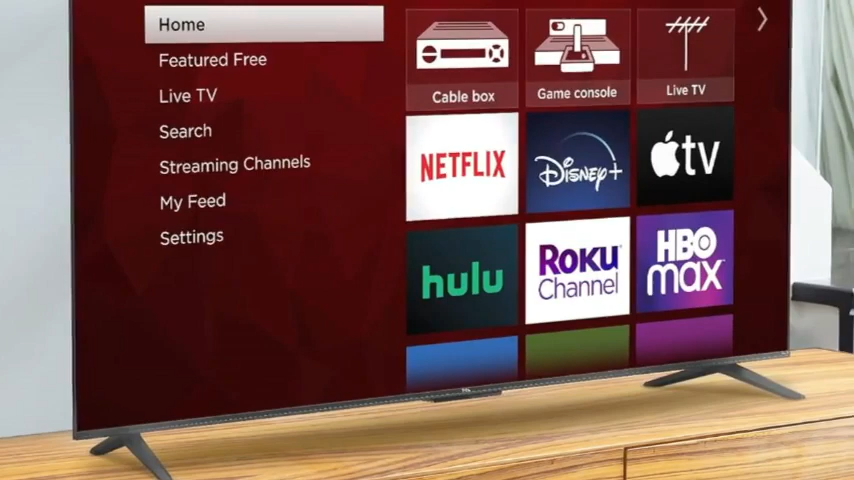 Home
Featured Free
Live TV
Search
Streaming Channels
My Feed
Settings
Cable box
Game console
Live TV
NETFLIX
Disney+
tv
hulu
Roku
Channel
HBO
max
TCL